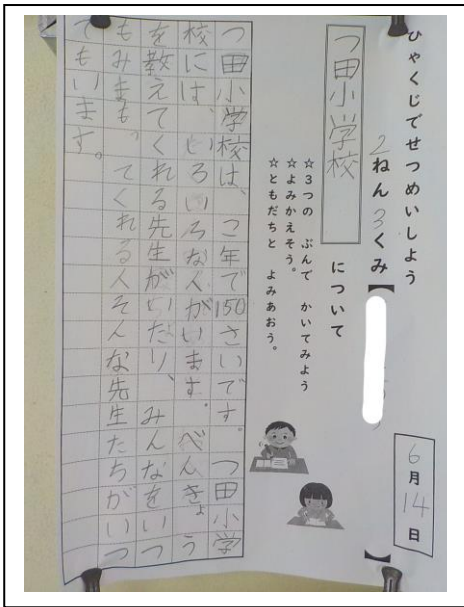 ひゃくじでせつめいしよう
2ねん3くみ【
】
6月14日
つ田小学校
について
☆3つの ぶんで かいてみよう
☆よみかえそう。
☆ともだちと よみあおう。
つ田小学校は、こ年で150さいです。つ田小学
校には、いろいろな人がいます。べんきょう
を教えてくれる先生がいたり、みんなをいつ
もみまもってくれる人そんな先生たちがいつ
でもいます。